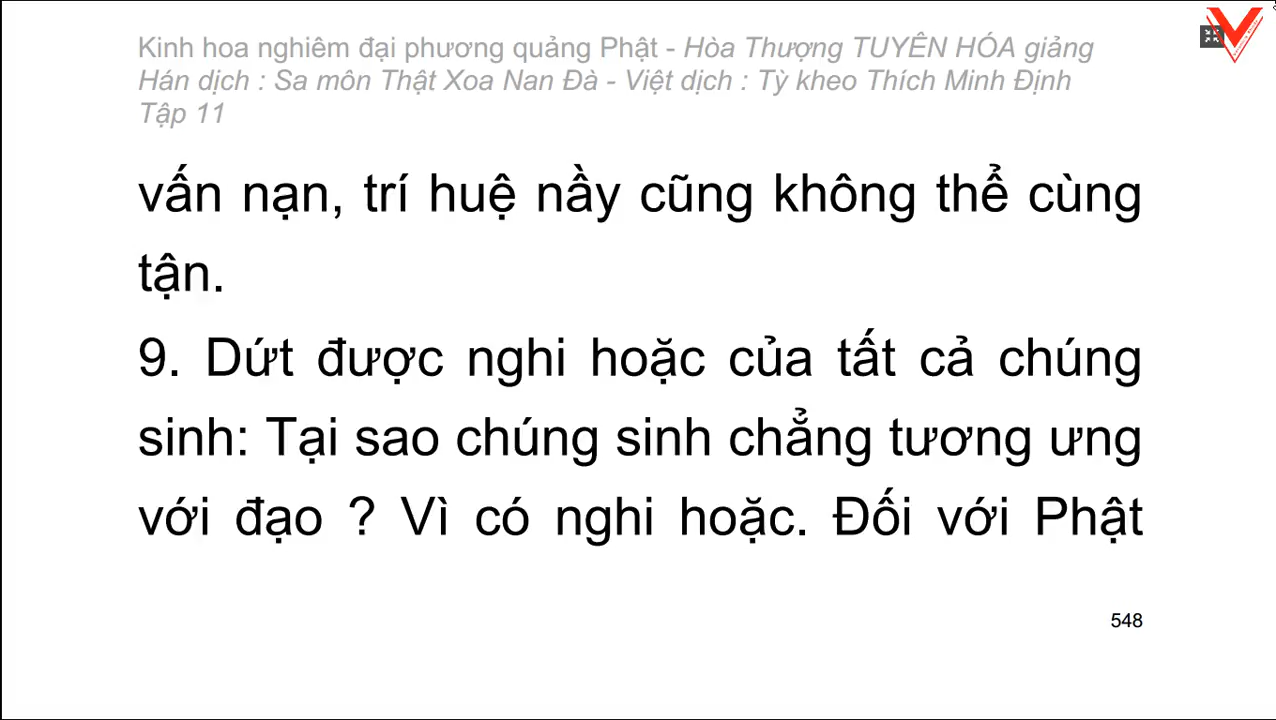 Kinh hoa nghiêm đại phương quảng Phật - Hòa Thượng TUYÊN HÓA giảng
Hán dịch : Sa môn Thật Xoa Nan Đà - Việt dịch : Tỳ kheo Thích Minh Định
Tập 11
vấn nạn, trí huệ nầy cũng không thể cùng
tận.
9. Dứt được nghi hoặc của tất cả chúng
sinh: Tại sao chúng sinh chẳng tương ưng
với đạo ? Vì có nghi hoặc. Đối với Phật
548